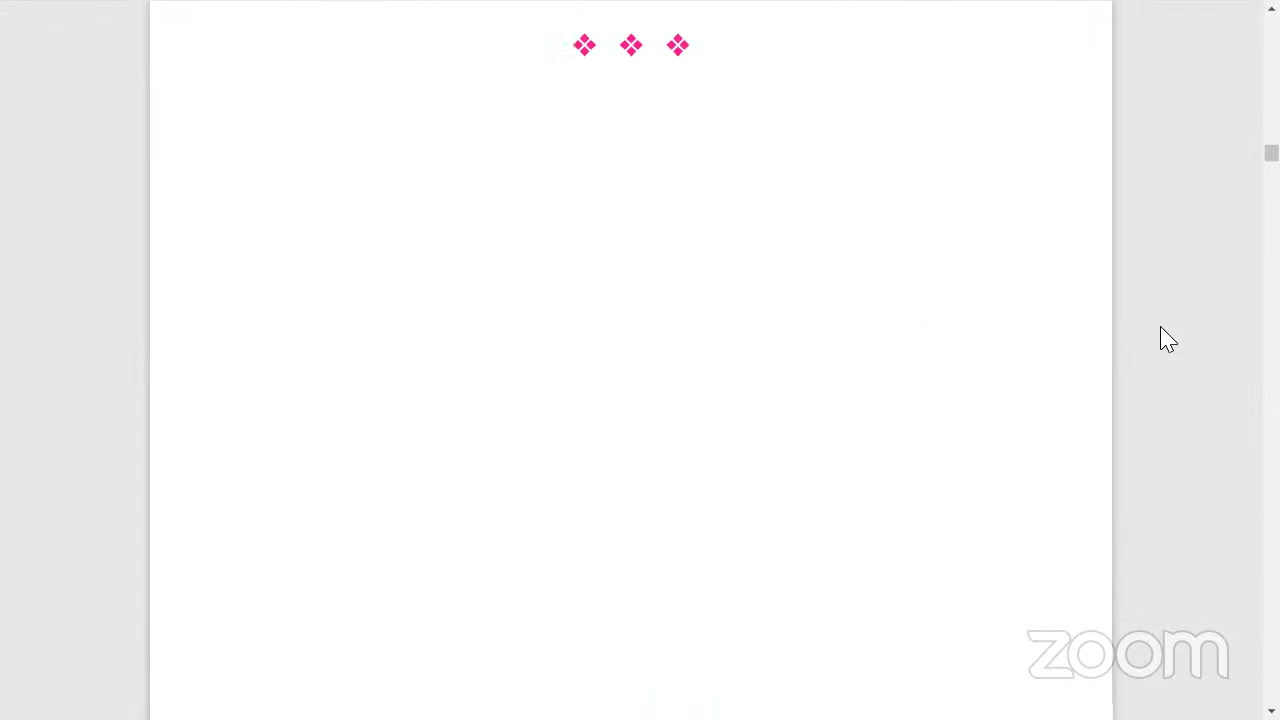 ❖ ❖ ❖
zoom